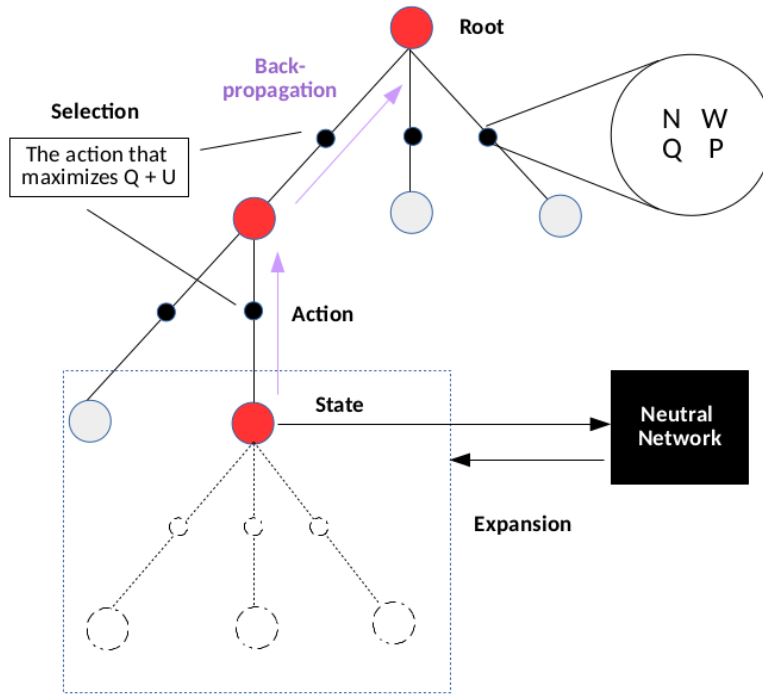 Root
Back-
propagation
Selection
The action that
maximizes Q + U
N W
Q P
Action
State
Neutral
Network
Expansion